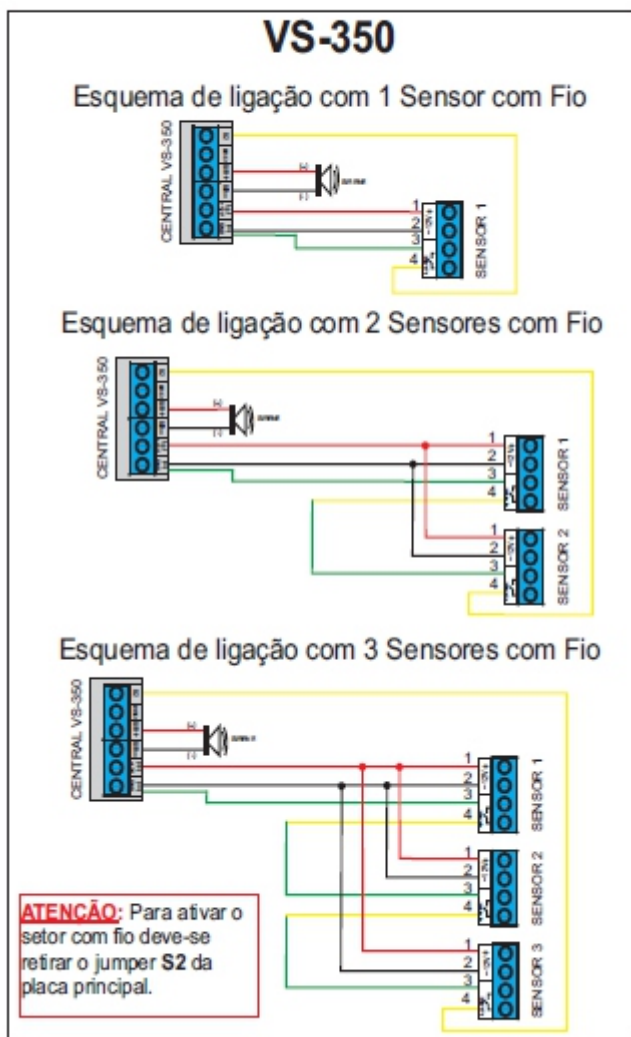 VS-350
Esquema de ligação com 1 Sensor com Fio
CENTRAL VS-350
1
2
3
4
SENSOR 1
Esquema de ligação com 2 Sensores com Fio
CENTRAL VS-350
1
2
3
4
SENSOR 1
1
2
3
4
SENSOR 2
Esquema de ligação com 3 Sensores com Fio
CENTRAL VS-350
1
2
3
4
SENSOR 1
1
2
3
4
SENSOR 2
1
2
3
4
SENSOR 3
ATENÇÃO: Para ativar o
setor com fio deve-se
retirar o jumper S2 da
placa principal.